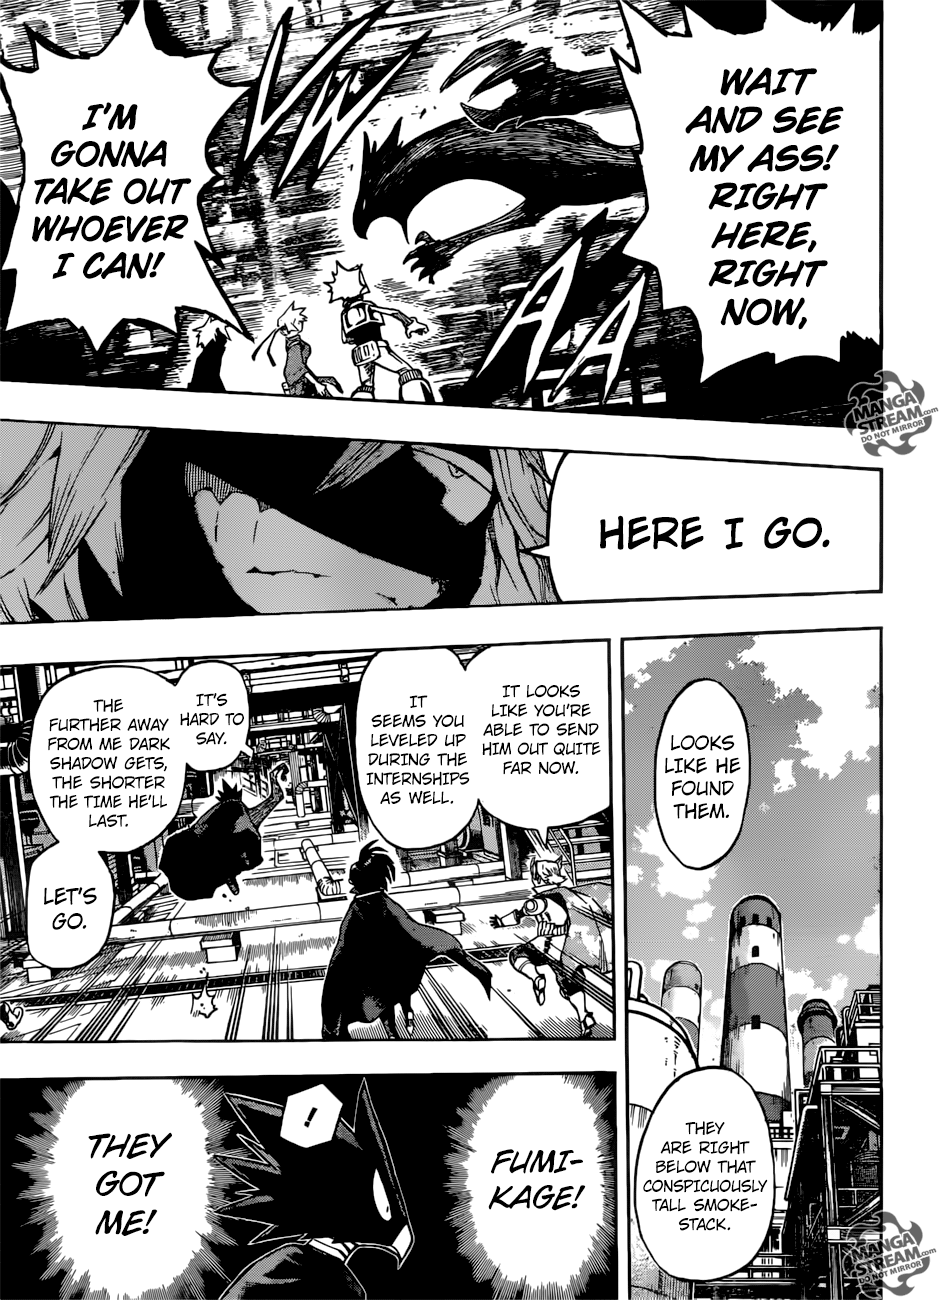 WAIT
AND SEE
MY ASS!
RIGHT
HERE,
RIGHT
NOW,
VWW
AAA
I'M
GONNA
TAKE OUT
WHOEVER
I CAN!
MANGA
STREAM.com
DO NOT MIRROR
HERE I GO.
LOOKS
LIKE HE
FOUND
THEM.
THEY
ARE RIGHT
BELOW THAT
CONSPICUOUSLY
TALL SMOKE-
STACK.
IT LOOKS
LIKE YOU'RE
ABLE TO SEND
HIM OUT QUITE
FAR NOW.
IT
SEEMS YOU
LEVELED UP
DURING THE
INTERNSHIPS
AS WELL.
IT'S
HARD TO
SAY.
THE
FURTHER AWAY
FROM ME DARK
SHADOW GETS,
THE SHORTER
THE TIME HE'LL
LAST.
LET'S
GO.
FUMI-
KAGE!
!
THEY
GOT
ME!
MANGA
STREAM.com
DO NOT MIRROR